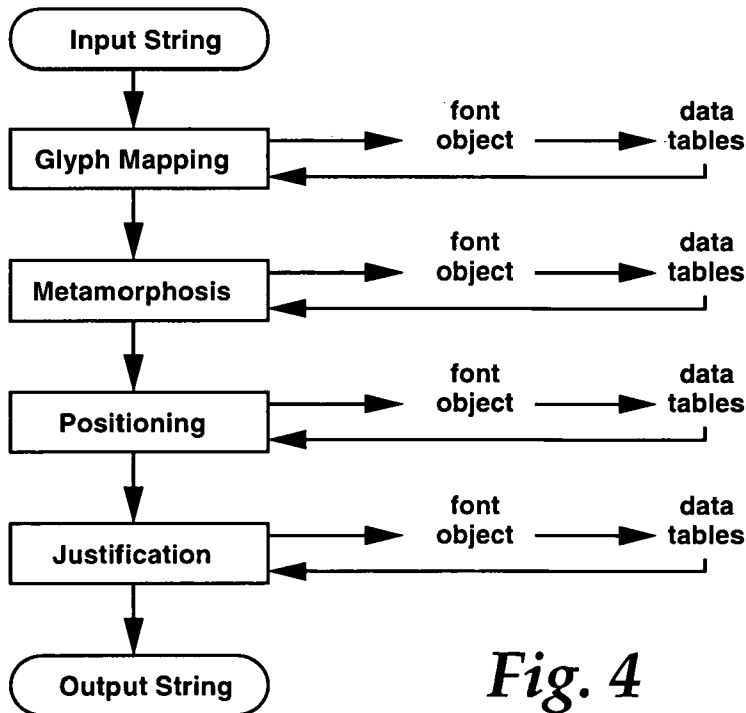 Input String
font data
Glyph Mapping object tables
font data
Metamorphosis object tables
font data
Positioning object tables
font data
Justification object tables
Output String
Fig. 4